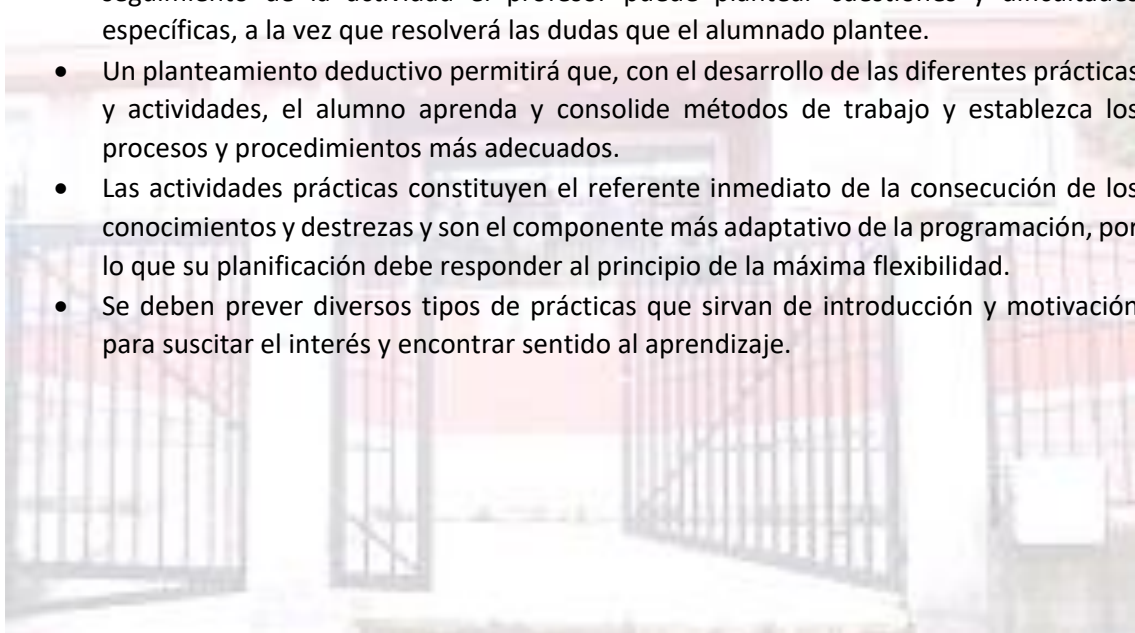 específicas, a la vez que resolverá las dudas que el alumnado plantee.
• Un planteamiento deductivo permitirá que, con el desarrollo de las diferentes prácticas
y actividades, el alumno aprenda y consolide métodos de trabajo y establezca los
procesos y procedimientos más adecuados.
• Las actividades prácticas constituyen el referente inmediato de la consecución de los
conocimientos y destrezas y son el componente más adaptativo de la programación, por
lo que su planificación debe responder al principio de la máxima flexibilidad.
• Se deben prever diversos tipos de prácticas que sirvan de introducción y motivación
para suscitar el interés y encontrar sentido al aprendizaje.